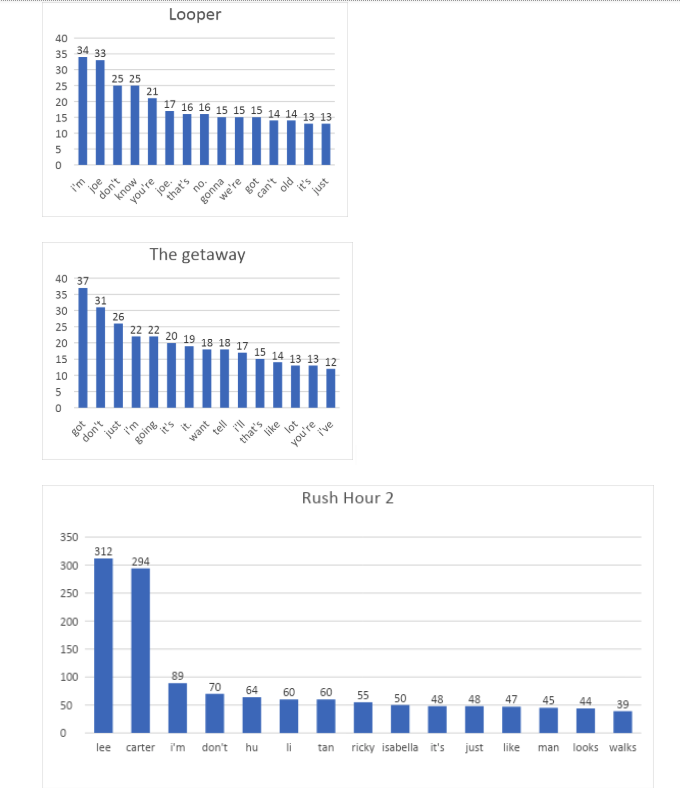 Looper
40
35
30
25
20
15
10
5
0
34 33 25 25 21 17 16 16 15 15 15 14 14 13 13
i'm joe don't know you're joe. that's no. gonna we're got can't old it's just
The getaway
40
35
30
25
20
15
10
5
0
37 31 26 22 22 20 19 18 18 17 15 14 13 13 12
got don't just i'm going it's it. want tell i'll that's like lot you're i've
Rush Hour 2
350
300
250
200
150
100
50
0
312 294 89 70 64 60 60 55 50 48 48 47 45 44 39
lee carter i'm don't hu li tan ricky isabella it's just like man looks walks